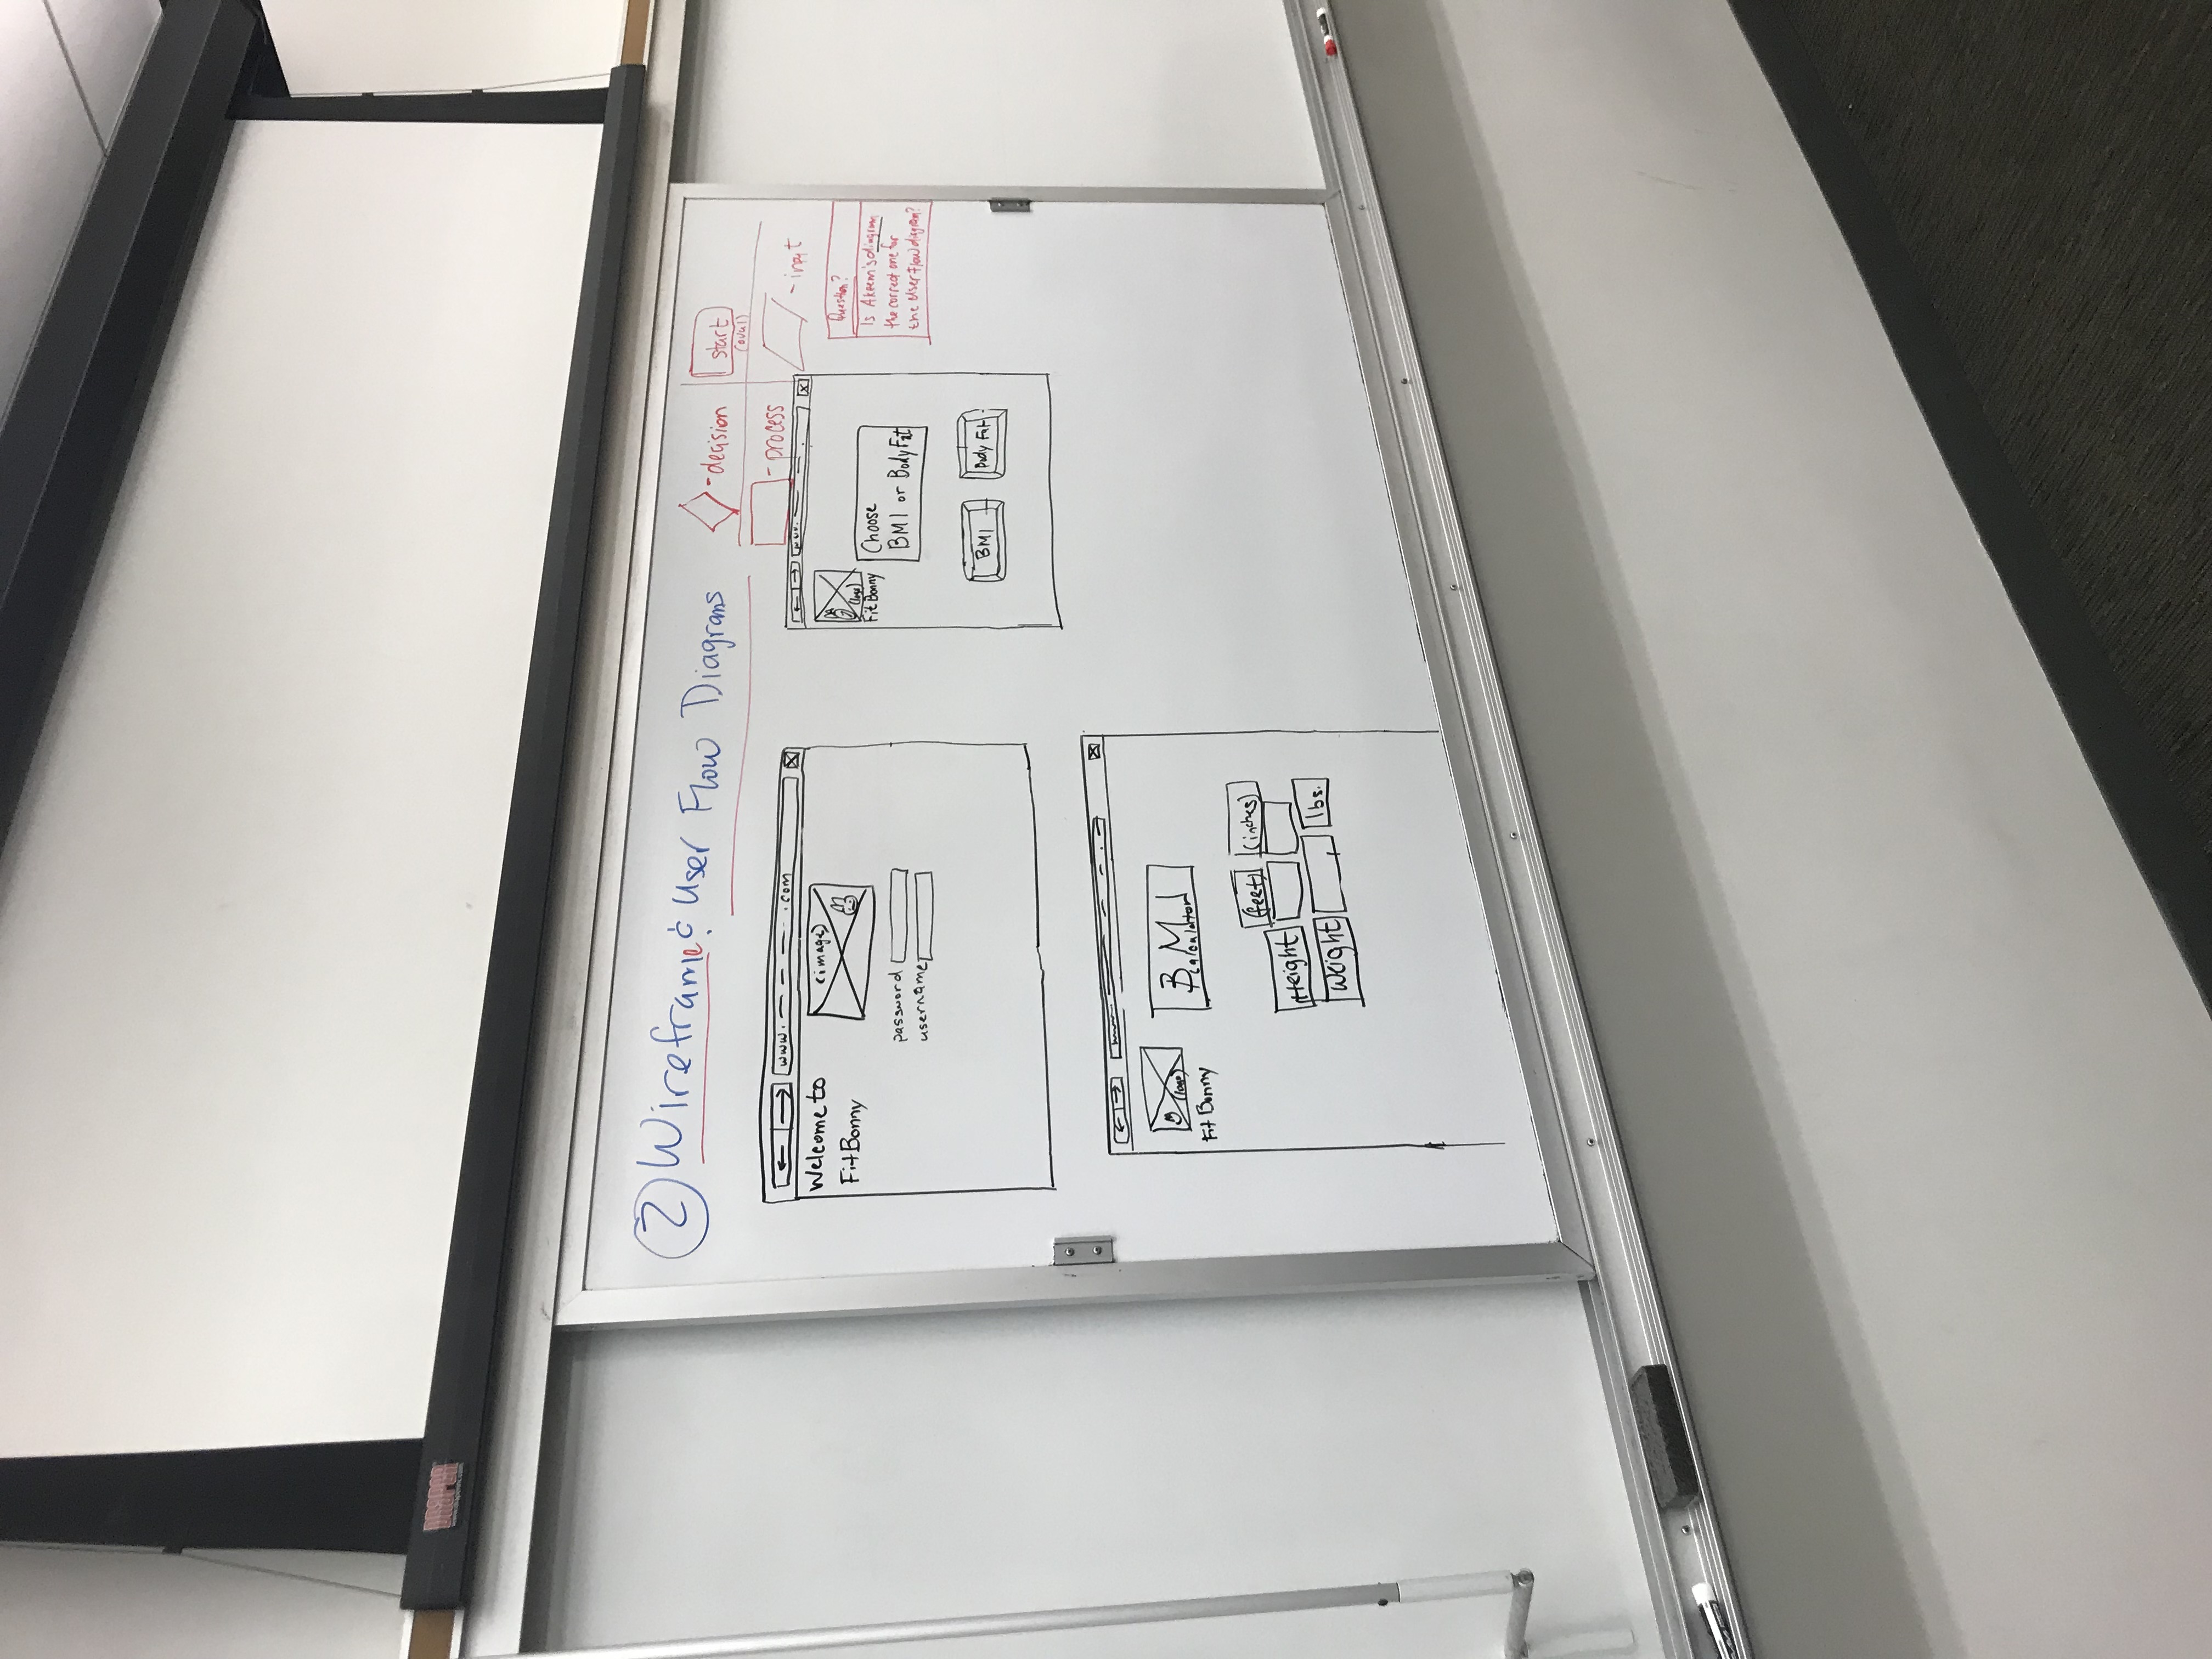 DRAPER
② Wireframe & User Flow Diagrams
- decision
start
(oval)
- process
- input
Question?
Is Akeem's diagram
the correct one for
the User Flow diagram?
← → www. — — — — .com
Welcome to
FitBonny
(image)
password
username
← → www.
(logo)
Fit Bonny
Choose
BMI or Body Fat
BMI
Body Fat
← →
(logo)
Fit Bonny
BMI
Calculator
(feet) (inches)
Height
Weight lbs.